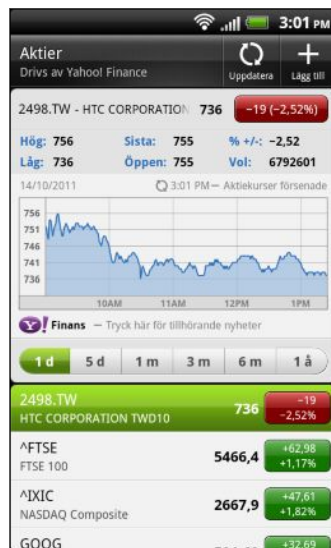 3:01 PM
Aktier
Drivs av Yahoo! Finance
Uppdatera
Lägg till
2498.TW - HTC CORPORATION 736 -19 (-2,52%)
Hög: 756 Sista: 755 % +/-: -2,52
Låg: 736 Öppen: 755 Vol: 6792601
14/10/2011 3:01 PM— Aktiekurser försenade
756
751
746
741
736
10AM 11AM 12PM 1PM
Y! Finans — Tryck här för tillhörande nyheter
1 d 5 d 1 m 3 m 6 m 1 å
2498.TW
HTC CORPORATION TWD10
736
-19
-2,52%
^FTSE
FTSE 100
5466,4
+62,98
+1,17%
^IXIC
NASDAQ Composite
2667,9
+47,61
+1,82%
GOOG
+32,69